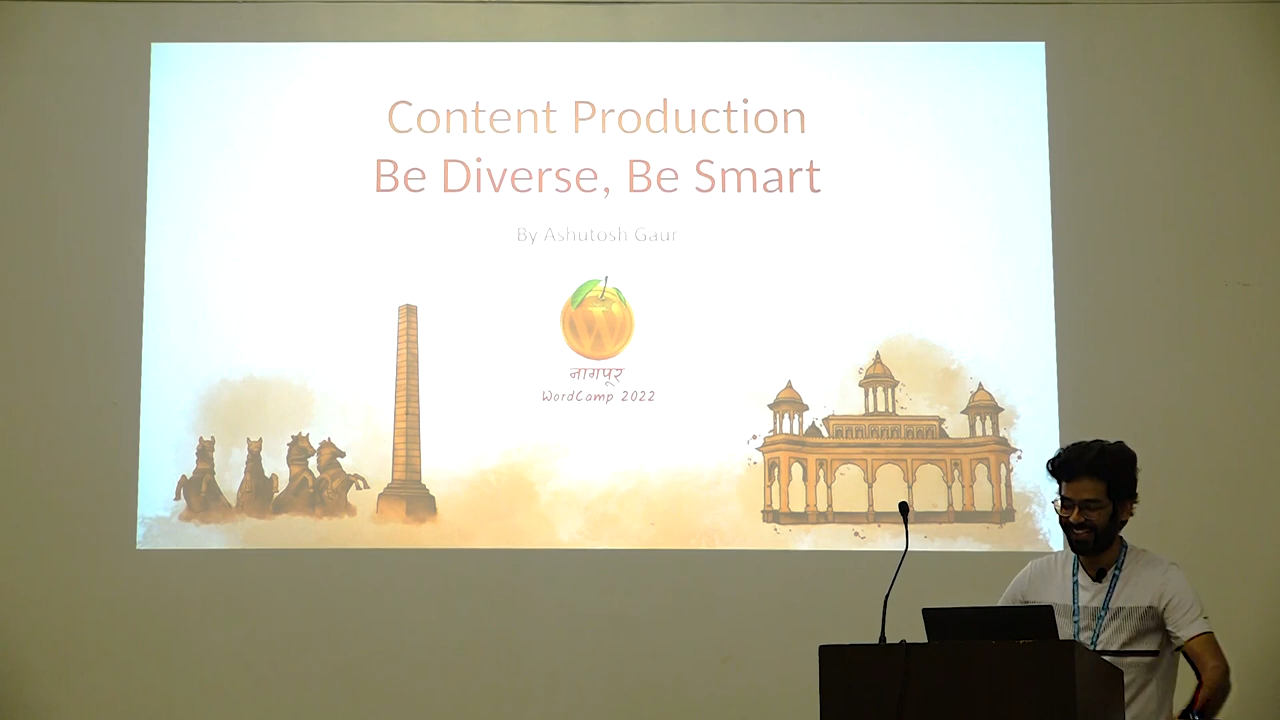 Content Production
Be Diverse, Be Smart
By Ashutosh Gaur
W
नागपूर
WordCamp 2022